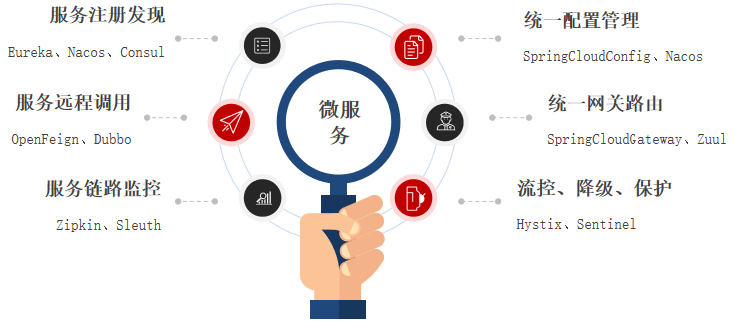 服务注册发现
Eureka、Nacos、Consul
服务远程调用
OpenFeign、Dubbo
服务链路监控
Zipkin、Sleuth
微服
务
统一配置管理
SpringCloudConfig、Nacos
统一网关路由
SpringCloudGateway、Zuul
流控、降级、保护
Hystix、Sentinel